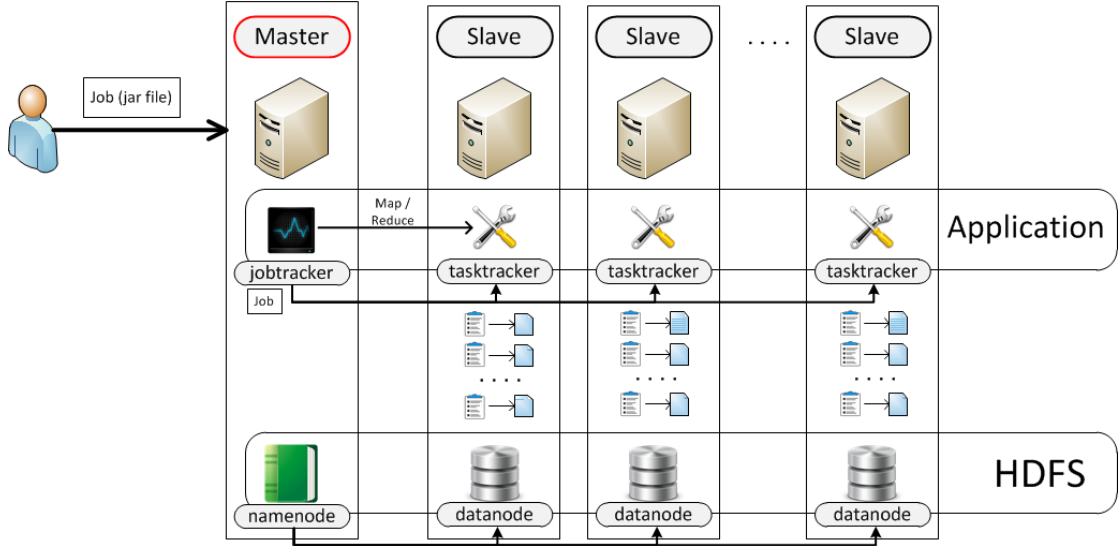 Master
Slave
Slave
. . . .
Slave
Job (jar file)
Map /
Reduce
Application
jobtracker
tasktracker
tasktracker
tasktracker
Job
. . . .
. . . .
. . . .
HDFS
namenode
datanode
datanode
datanode